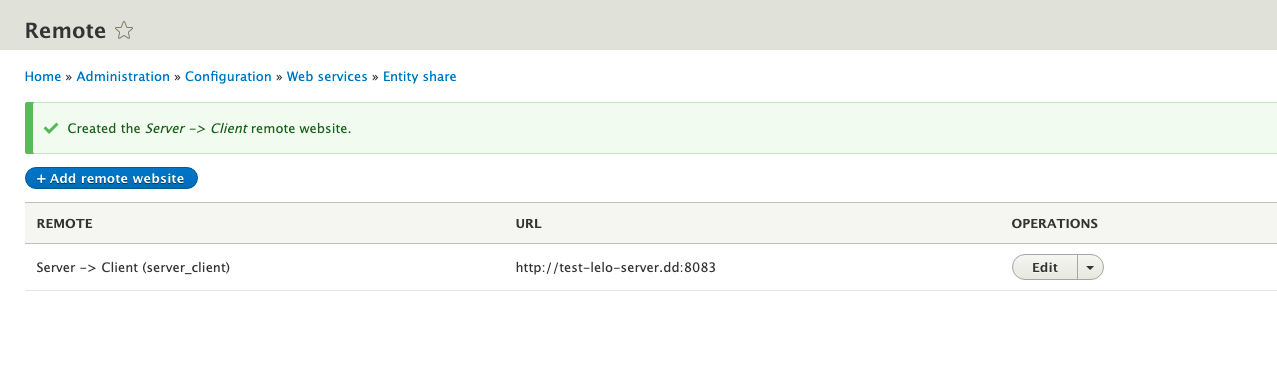 Remote
Home » Administration » Configuration » Web services » Entity share
Created the Server -> Client remote website.
+ Add remote website
REMOTE URL OPERATIONS
Server -> Client (server_client) http://test-lelo-server.dd:8083 Edit